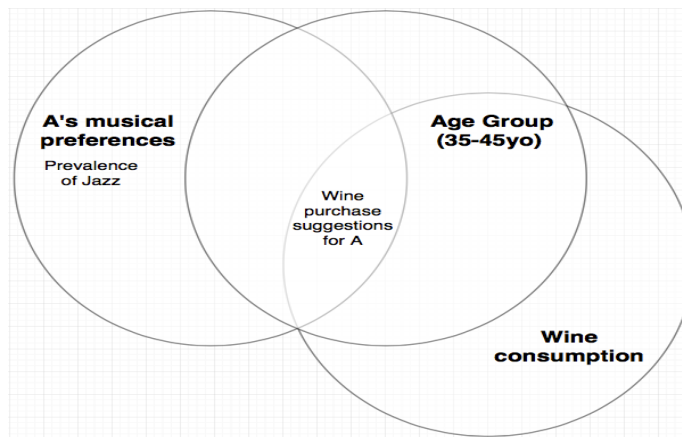 A's musical
preferences
Prevalence
of Jazz
Age Group
(35-45yo)
Wine
purchase
suggestions
for A
Wine
consumption